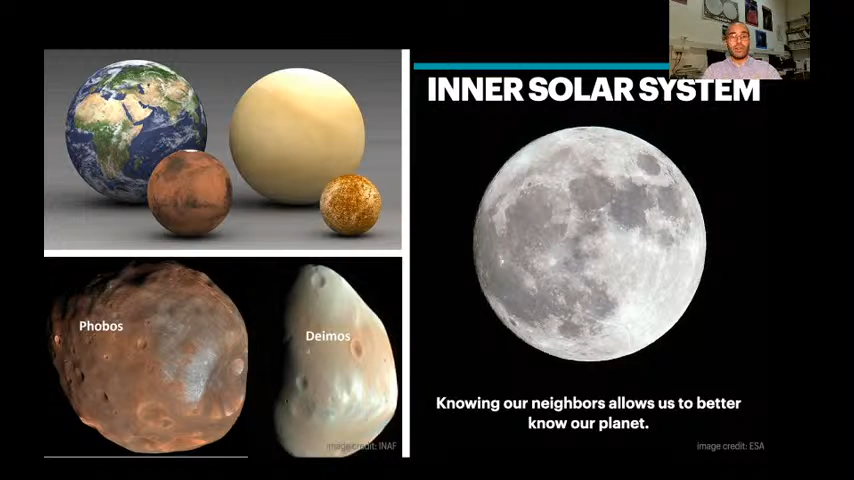 INNER SOLAR SYSTEM
Phobos
Deimos
image credit: INAF
Knowing our neighbors allows us to better
know our planet.
image credit: ESA